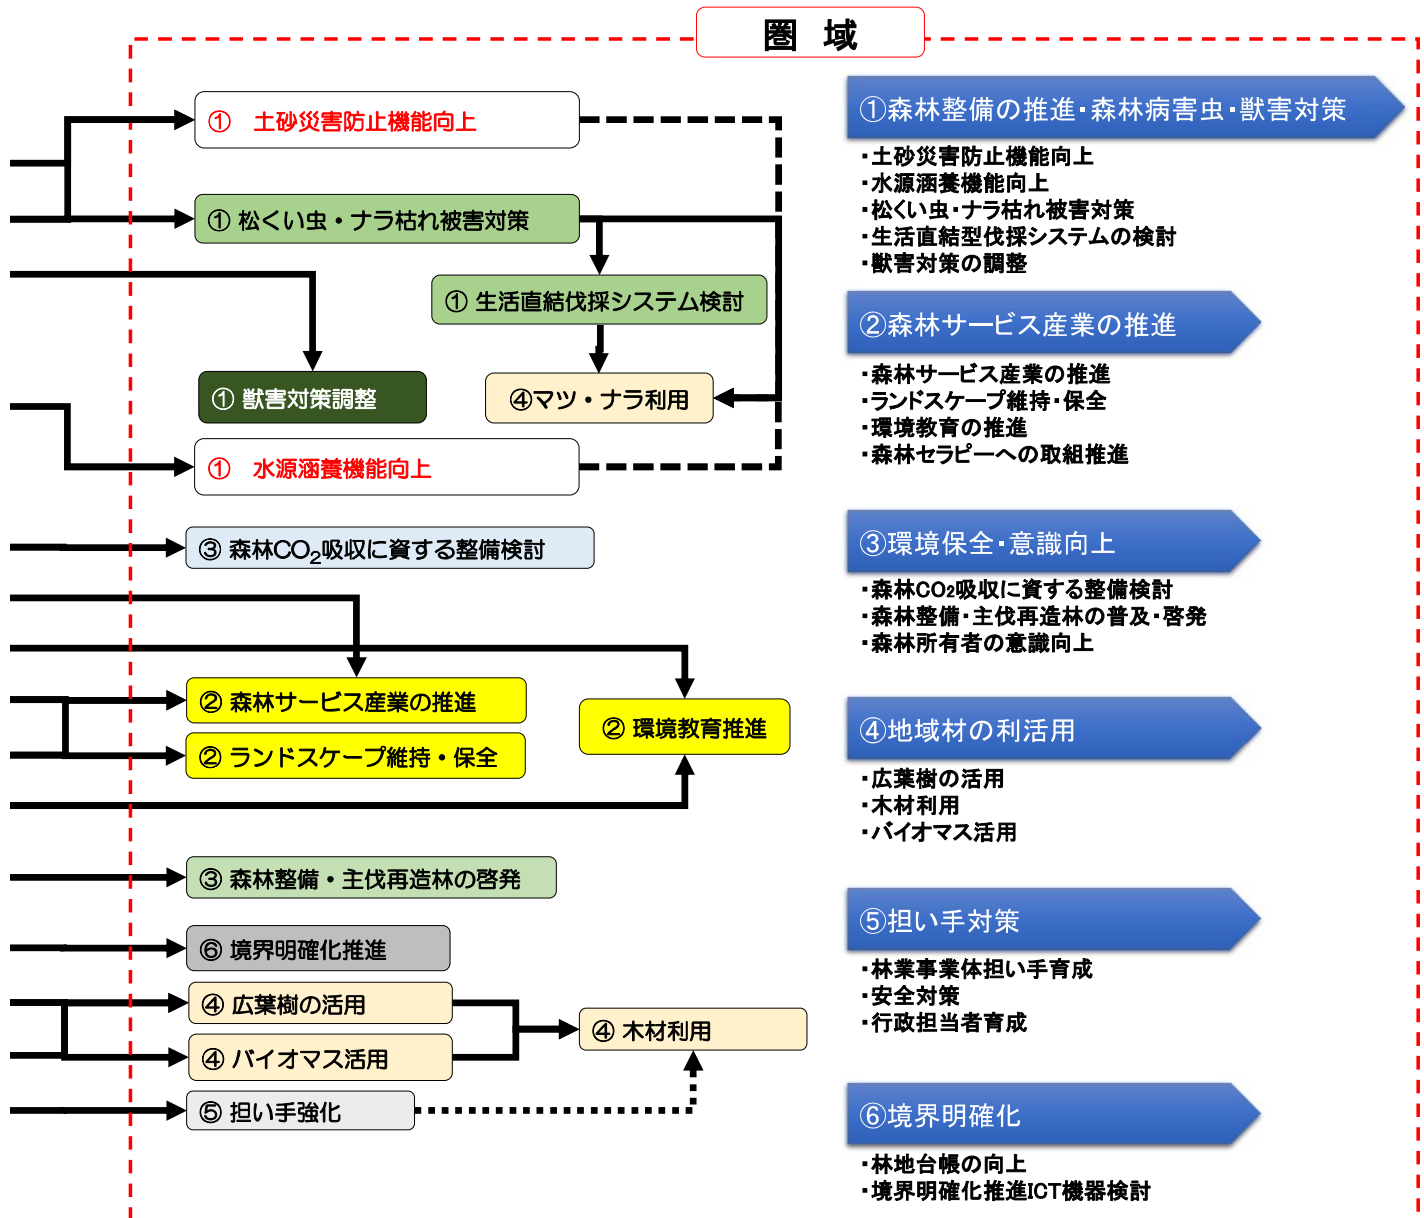 圏　域
①　土砂災害防止機能向上
① 松くい虫・ナラ枯れ被害対策
① 生活直結伐採システム検討
① 獣害対策調整
④マツ・ナラ利用
①　水源涵養機能向上
③ 森林CO₂吸収に資する整備検討
② 森林サービス産業の推進
② 環境教育推進
② ランドスケープ維持・保全
③ 森林整備・主伐再造林の啓発
⑥ 境界明確化推進
④ 広葉樹の活用
④ 木材利用
④ バイオマス活用
⑤ 担い手強化
①森林整備の推進・森林病害虫・獣害対策
・土砂災害防止機能向上
・水源涵養機能向上
・松くい虫・ナラ枯れ被害対策
・生活直結型伐採システムの検討
・獣害対策の調整
②森林サービス産業の推進
・森林サービス産業の推進
・ランドスケープ維持・保全
・環境教育の推進
・森林セラピーへの取組推進
③環境保全・意識向上
・森林CO₂吸収に資する整備検討
・森林整備・主伐再造林の普及・啓発
・森林所有者の意識向上
④地域材の利活用
・広葉樹の活用
・木材利用
・バイオマス活用
⑤担い手対策
・林業事業体担い手育成
・安全対策
・行政担当者育成
⑥境界明確化
・林地台帳の向上
・境界明確化推進ICT機器検討